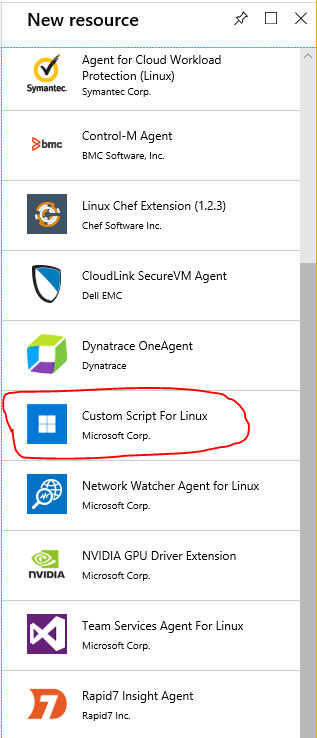 New resource
Agent for Cloud Workload
Protection (Linux)
Symantec Corp.
Symantec.
Control-M Agent
BMC Software, Inc.
bmc
Linux Chef Extension (1.2.3)
Chef Software Inc.
CloudLink SecureVM Agent
Dell EMC
Dynatrace OneAgent
Dynatrace
Custom Script For Linux
Microsoft Corp.
Network Watcher Agent for Linux
Microsoft Corp.
NVIDIA GPU Driver Extension
Microsoft Corp.
NVIDIA
Team Services Agent For Linux
Microsoft Corp.
Rapid7 Insight Agent
Rapid7 Inc.